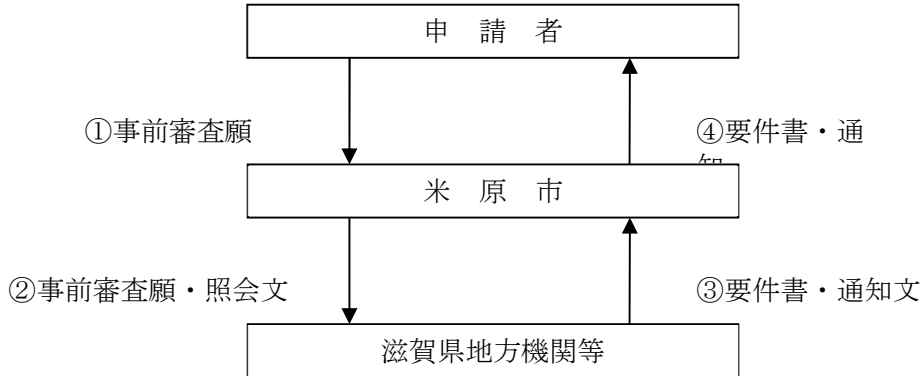 申 請 者
①事前審査願
④要件書・通
米 原 市
②事前審査願・照会文
③要件書・通知文
滋賀県地方機関等